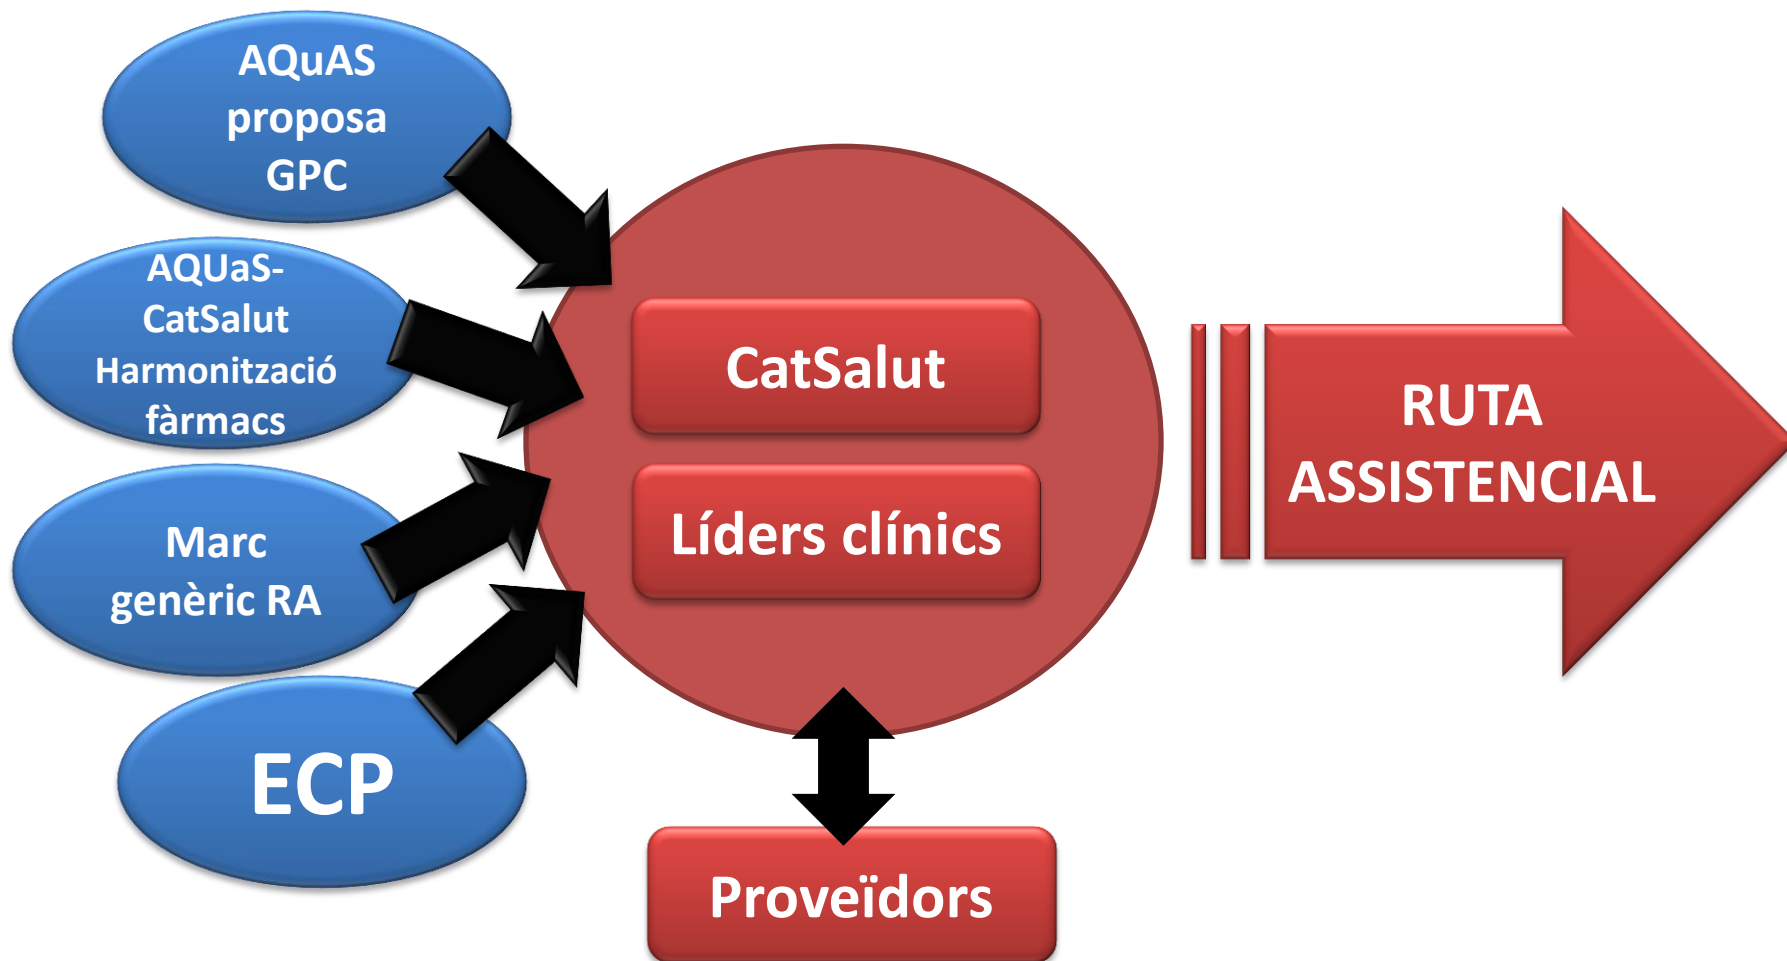 AQuAS
proposa
GPC
AQUaS-
CatSalut
Harmonització
fàrmacs
Marc
genèric RA
ECP
CatSalut
Líders clínics
Proveïdors
RUTA
ASSISTENCIAL